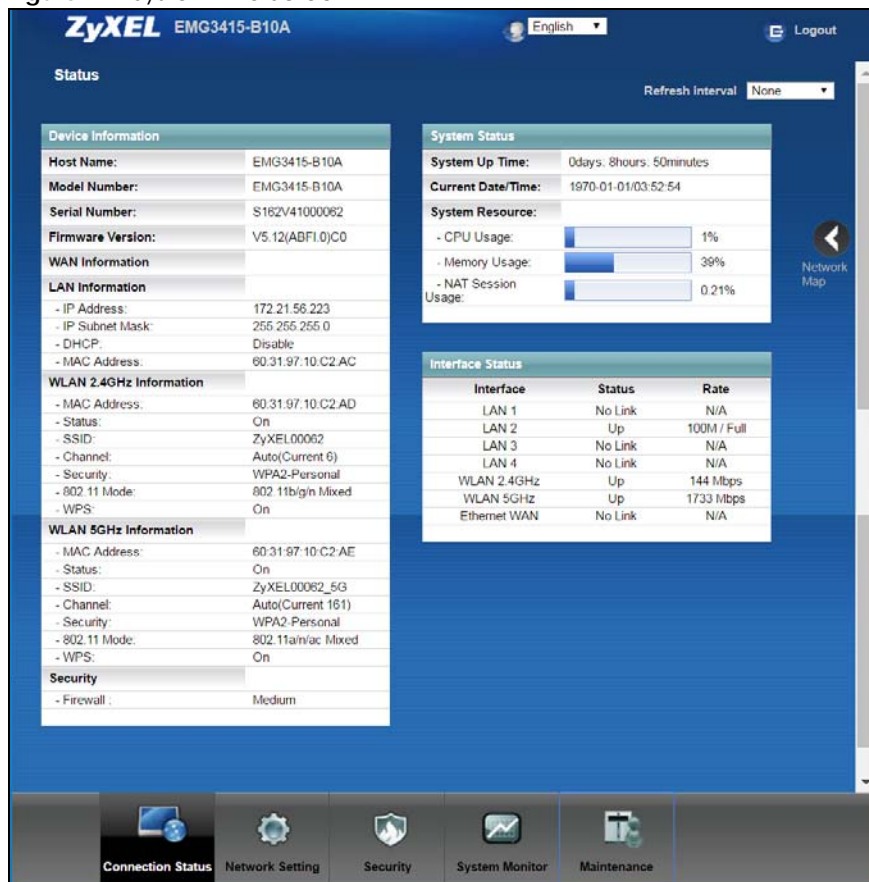 ZyXEL EMG3415-B10A English Logout
Status
Refresh Interval None
Device Information
Host Name: EMG3415-B10A
Model Number: EMG3415-B10A
Serial Number: S162V41000062
Firmware Version: V5.12(ABFI.0)C0
WAN Information
LAN Information
- IP Address: 172.21.56.223
- IP Subnet Mask: 255.255.255.0
- DHCP: Disable
- MAC Address: 60:31:97:10:C2:AC
WLAN 2.4GHz Information
- MAC Address: 60:31:97:10:C2:AD
- Status: On
- SSID: ZyXEL00062
- Channel: Auto(Current 6)
- Security: WPA2-Personal
- 802.11 Mode: 802.11b/g/n Mixed
- WPS: On
WLAN 5GHz Information
- MAC Address: 60:31:97:10:C2:AE
- Status: On
- SSID: ZyXEL00062_5G
- Channel: Auto(Current 161)
- Security: WPA2-Personal
- 802.11 Mode: 802.11a/n/ac Mixed
- WPS: On
Security
- Firewall : Medium
System Status
System Up Time: 0days: 8hours: 50minutes
Current Date/Time: 1970-01-01/03:52:54
System Resource:
- CPU Usage: 1%
- Memory Usage: 39%
- NAT Session
Usage: 0.21%
Interface Status
Interface Status Rate
LAN 1 No Link N/A
LAN 2 Up 100M / Full
LAN 3 No Link N/A
LAN 4 No Link N/A
WLAN 2.4GHz Up 144 Mbps
WLAN 5GHz Up 1733 Mbps
Ethernet WAN No Link N/A
Network
Map
Connection Status Network Setting Security System Monitor Maintenance